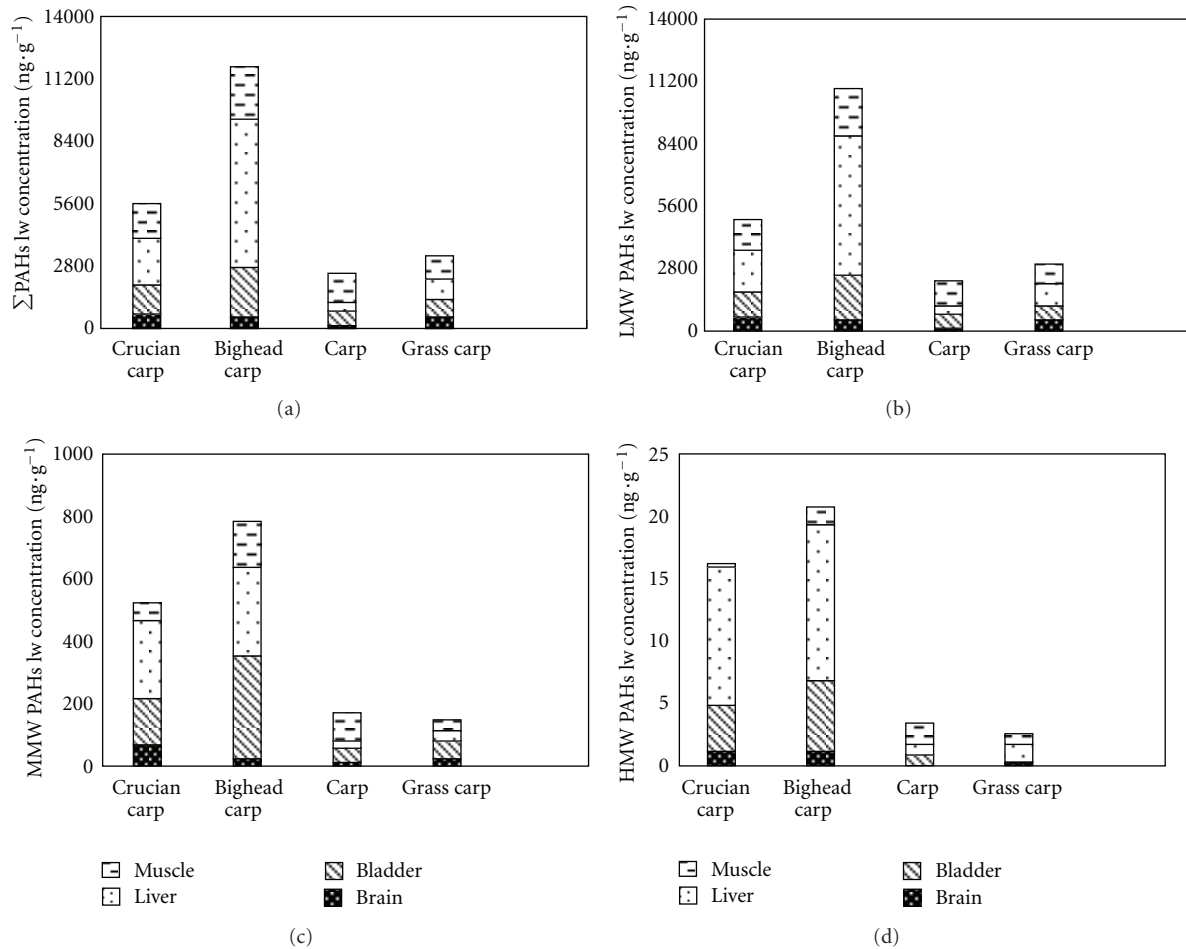 ∑PAHs lw concentration (ng·g⁻¹)
14000
11200
8400
5600
2800
0
Crucian
carp
Bighead
carp
Carp
Grass carp
(a)
LMW PAHs lw concentration (ng·g⁻¹)
14000
11200
8400
5600
2800
0
Crucian
carp
Bighead
carp
Carp
Grass carp
(b)
MMW PAHs lw concentration (ng·g⁻¹)
1000
800
600
400
200
0
Crucian
carp
Bighead
carp
Carp
Grass carp
Muscle
Liver
Bladder
Brain
(c)
HMW PAHs lw concentration (ng·g⁻¹)
25
20
15
10
5
0
Crucian
carp
Bighead
carp
Carp
Grass carp
Muscle
Liver
Bladder
Brain
(d)